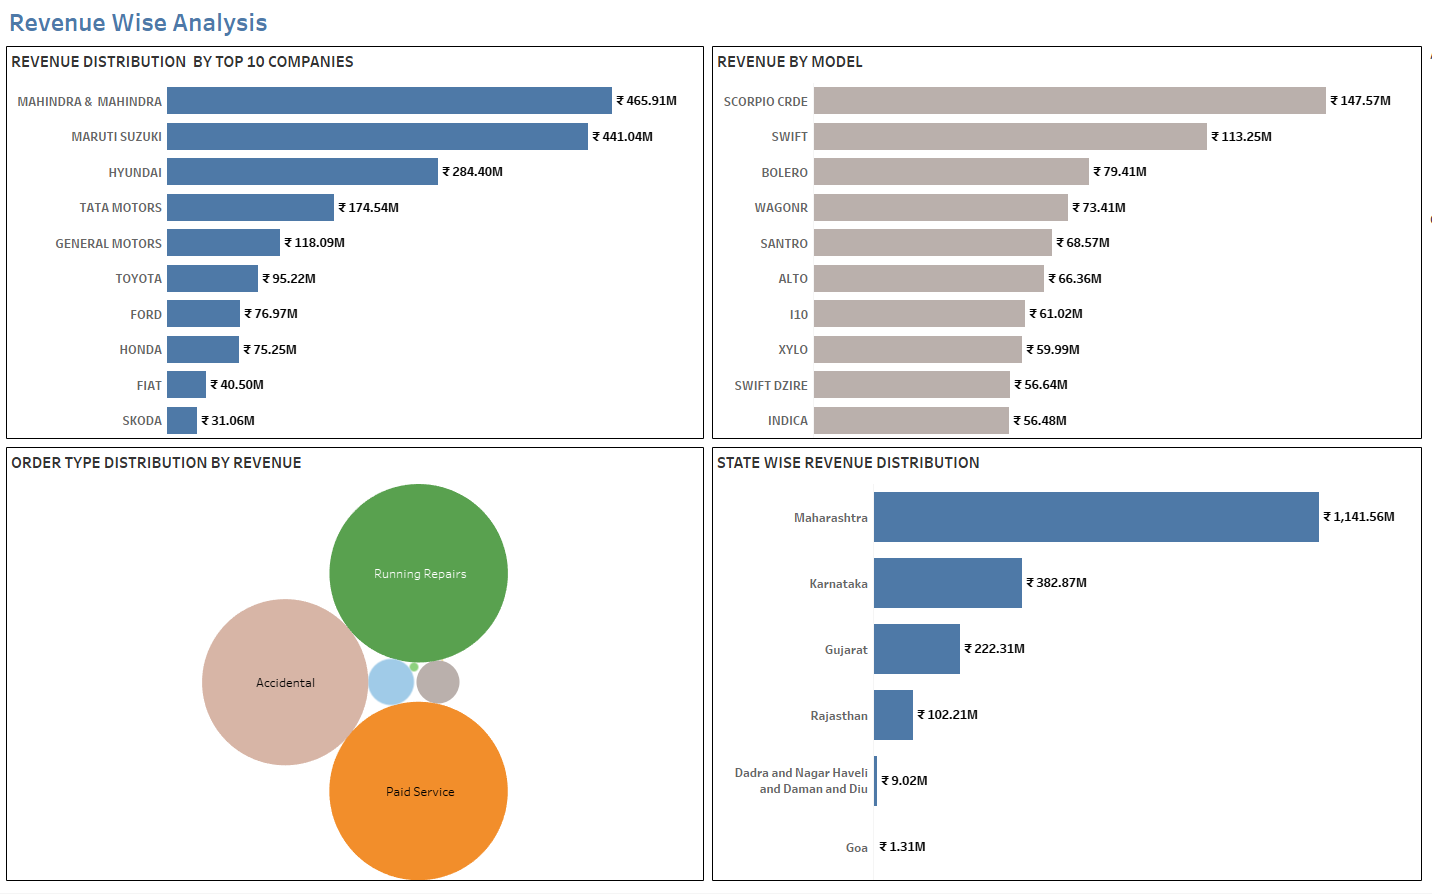 Revenue Wise Analysis
REVENUE DISTRIBUTION  BY TOP 10 COMPANIES
MAHINDRA &  MAHINDRA ₹ 465.91M
MARUTI SUZUKI ₹ 441.04M
HYUNDAI ₹ 284.40M
TATA MOTORS ₹ 174.54M
GENERAL MOTORS ₹ 118.09M
TOYOTA ₹ 95.22M
FORD ₹ 76.97M
HONDA ₹ 75.25M
FIAT ₹ 40.50M
SKODA ₹ 31.06M
REVENUE BY MODEL
SCORPIO CRDE ₹ 147.57M
SWIFT ₹ 113.25M
BOLERO ₹ 79.41M
WAGONR ₹ 73.41M
SANTRO ₹ 68.57M
ALTO ₹ 66.36M
I10 ₹ 61.02M
XYLO ₹ 59.99M
SWIFT DZIRE ₹ 56.64M
INDICA ₹ 56.48M
ORDER TYPE DISTRIBUTION BY REVENUE
Running Repairs
Accidental
Paid Service
STATE WISE REVENUE DISTRIBUTION
Maharashtra ₹ 1,141.56M
Karnataka ₹ 382.87M
Gujarat ₹ 222.31M
Rajasthan ₹ 102.21M
Dadra and Nagar Haveli
and Daman and Diu ₹ 9.02M
Goa ₹ 1.31M